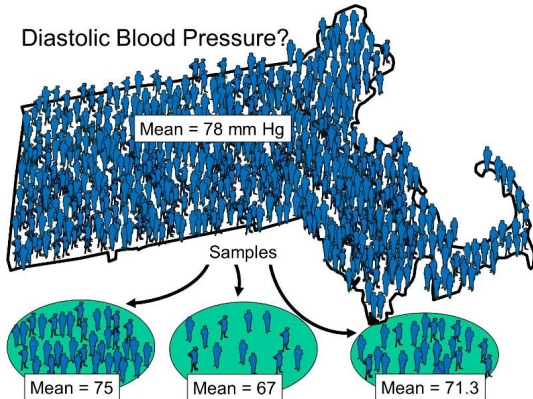 Diastolic Blood Pressure?
Mean = 78 mm Hg
Samples
Mean = 75
Mean = 67
Mean = 71.3